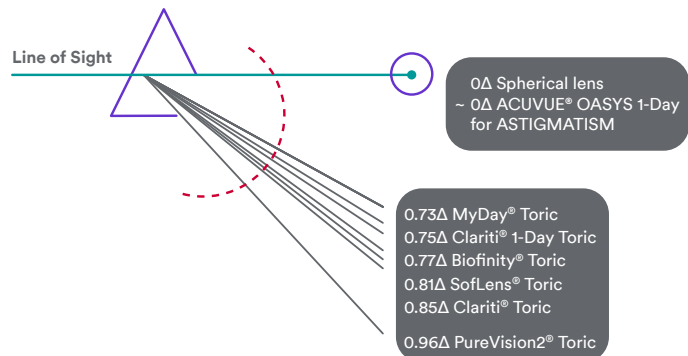 Line of Sight
0Δ Spherical lens
~ 0Δ ACUVUE® OASYS 1-Day
for ASTIGMATISM
0.73Δ MyDay® Toric
0.75Δ Clariti® 1-Day Toric
0.77Δ Biofinity® Toric
0.81Δ SofLens® Toric
0.85Δ Clariti® Toric
0.96Δ PureVision2® Toric